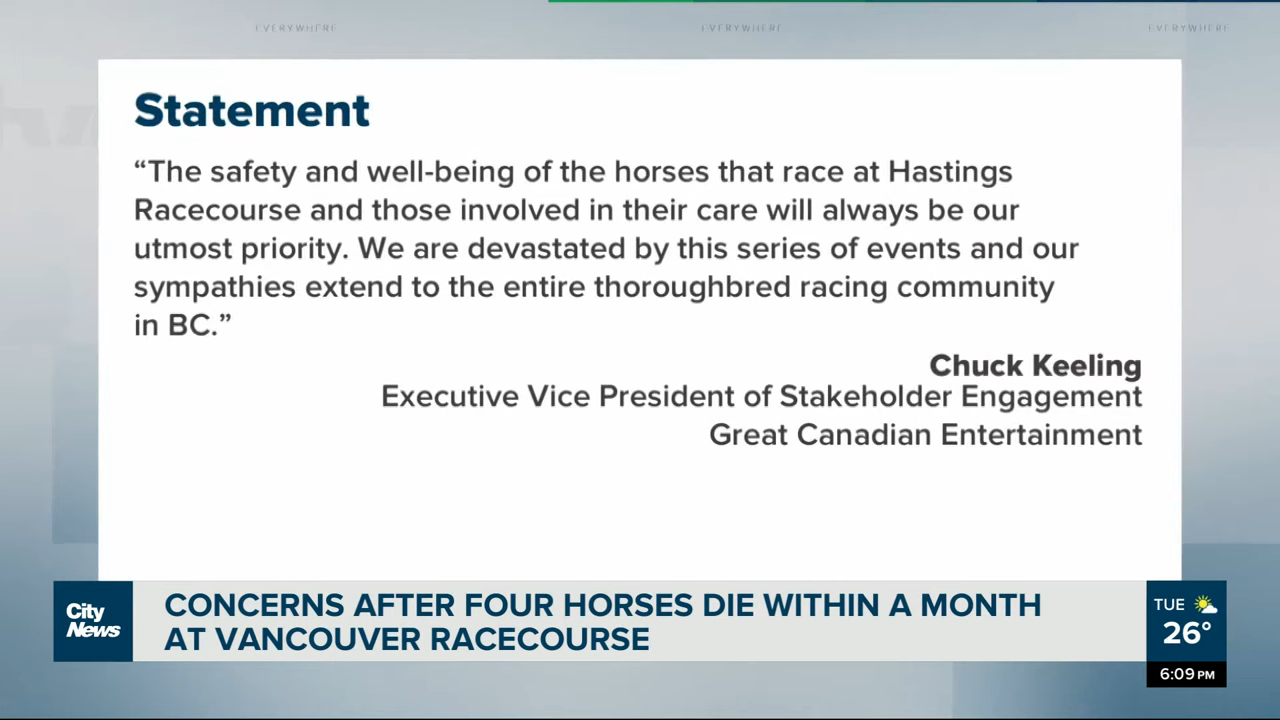 EVERYWHERE EVERYWHERE EVERYWHERE
Statement
“The safety and well-being of the horses that race at Hastings
Racecourse and those involved in their care will always be our
utmost priority. We are devastated by this series of events and our
sympathies extend to the entire thoroughbred racing community
in BC.”
Chuck Keeling
Executive Vice President of Stakeholder Engagement
Great Canadian Entertainment
City
News
CONCERNS AFTER FOUR HORSES DIE WITHIN A MONTH
AT VANCOUVER RACECOURSE
TUE
26°
6:09 PM